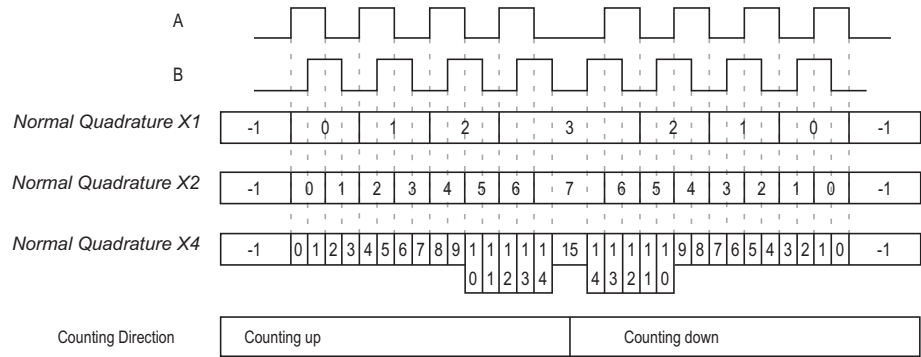 A
B
Normal Quadrature X1 -1 0 1 2 3 2 1 0 -1
Normal Quadrature X2 -1 0 1 2 3 4 5 6 7 6 5 4 3 2 1 0 -1
Normal Quadrature X4 -1 0 1 2 3 4 5 6 7 8 9 10 11 12 13 14 15 14 13 12 11 10 9 8 7 6 5 4 3 2 1 0 -1
Counting Direction Counting up Counting down